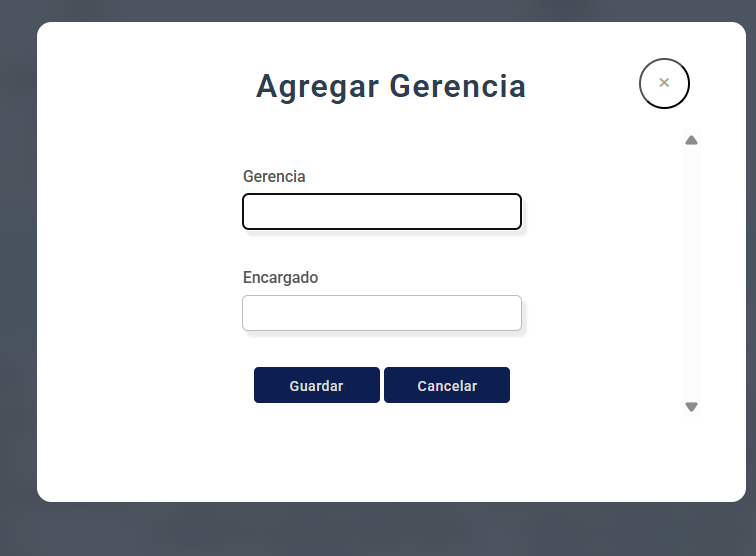 Agregar Gerencia
×
Gerencia
Encargado
Guardar Cancelar